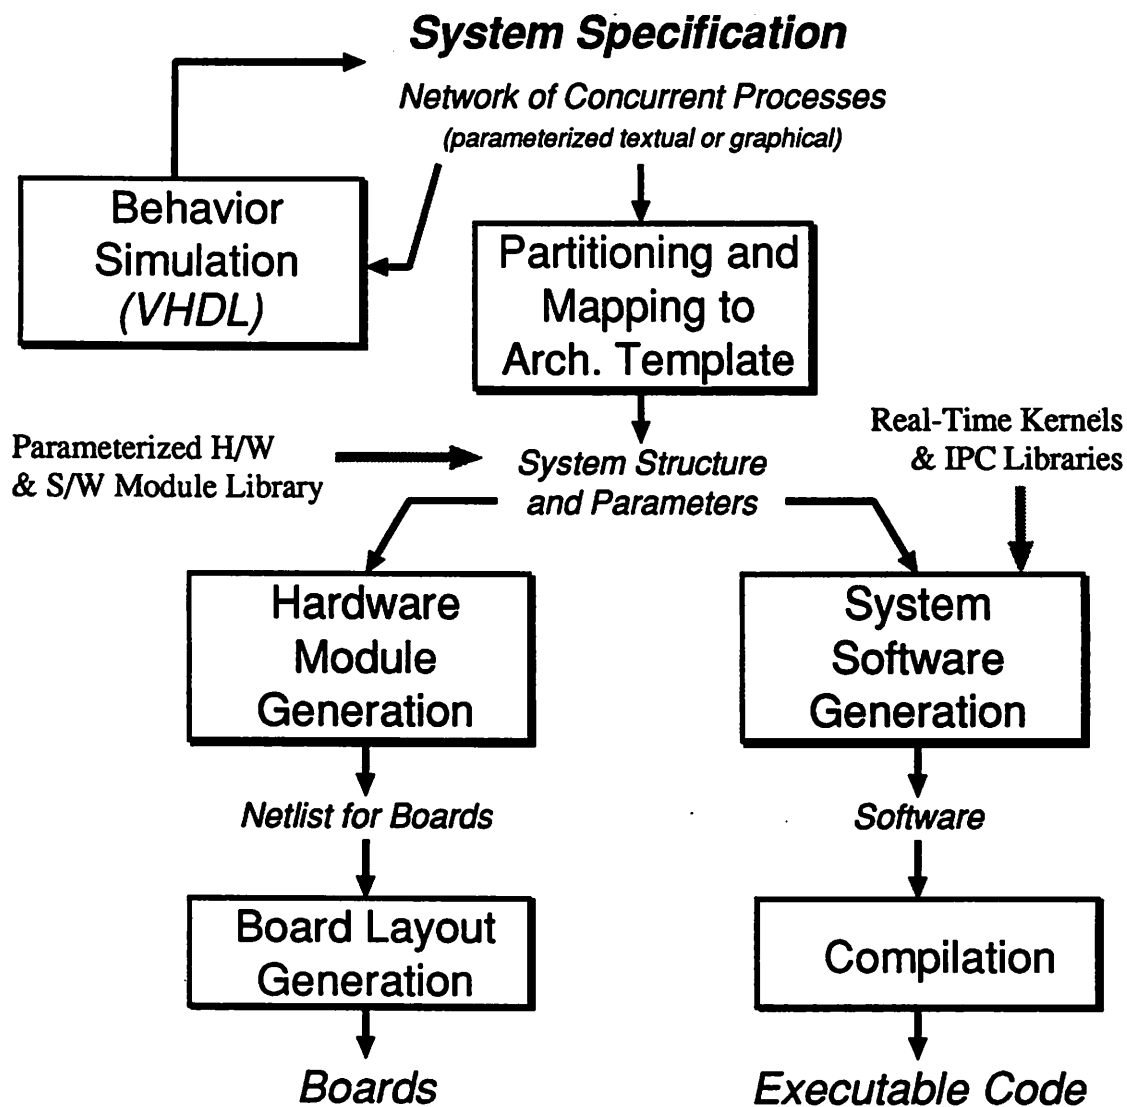 System Specification
Network of Concurrent Processes
(parameterized textual or graphical)
Behavior
Simulation
(VHDL)
Partitioning and
Mapping to
Arch. Template
Real-Time Kernels
& IPC Libraries
Parameterized H/W
& S/W Module Library
System Structure
and Parameters
Hardware
Module
Generation
System
Software
Generation
Netlist for Boards
Software
Board Layout
Generation
Compilation
Boards
Executable Code